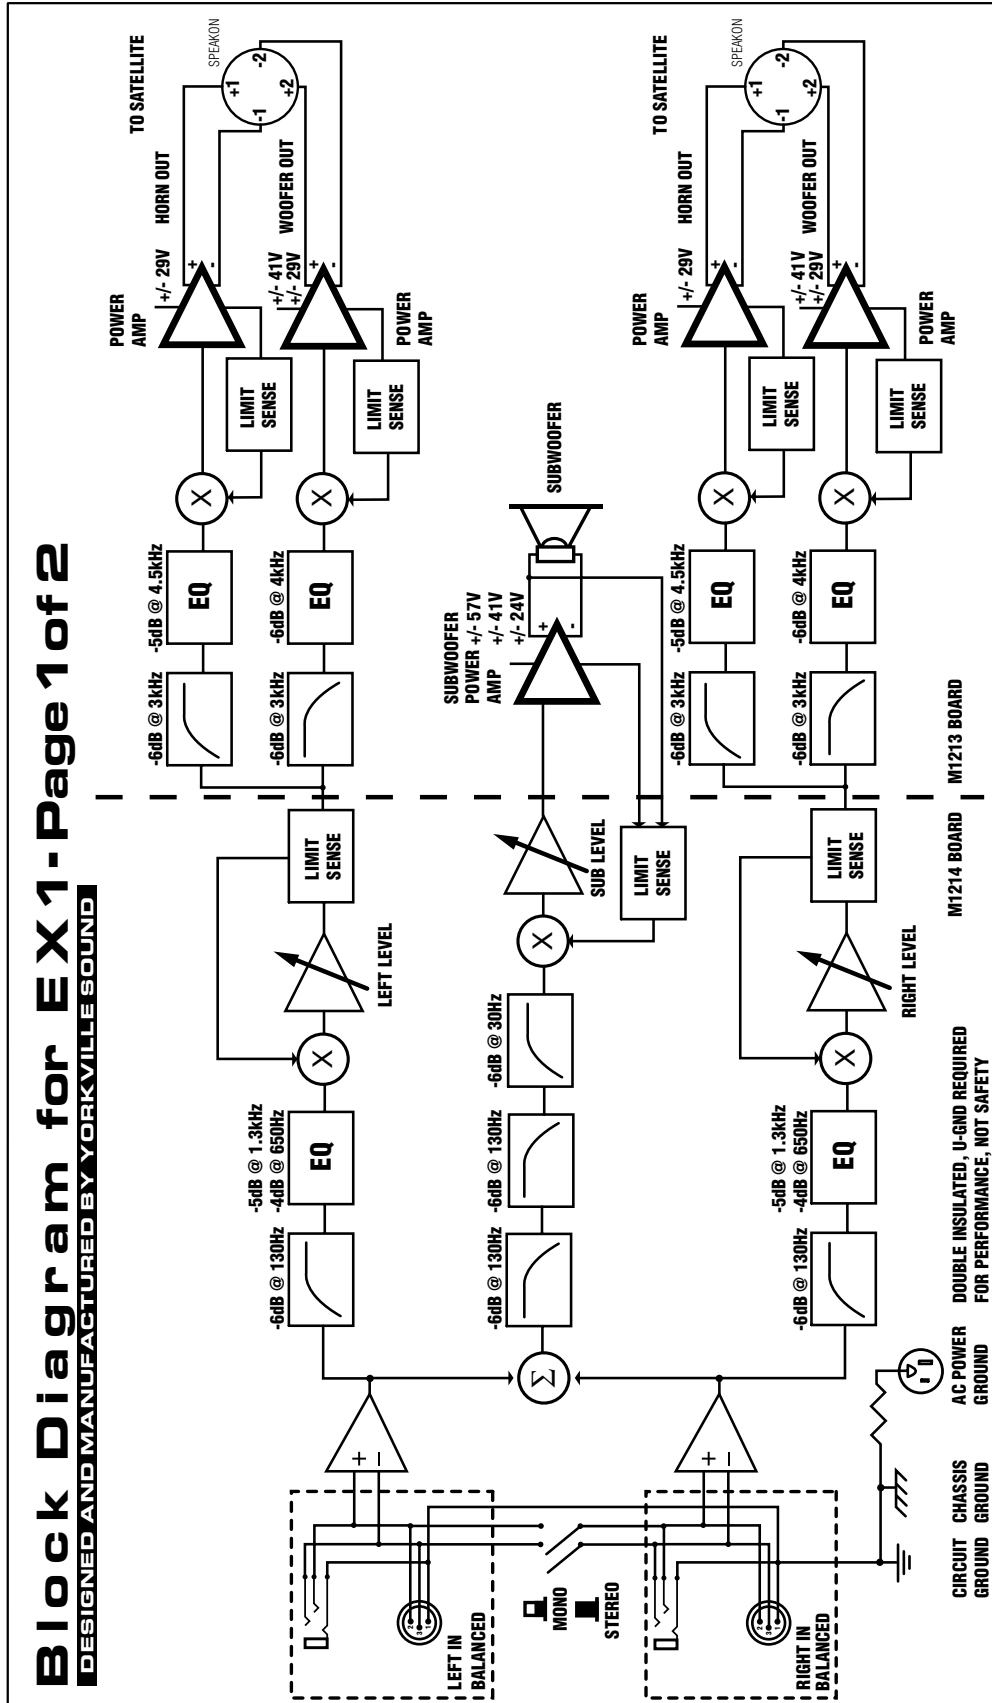 Block Diagram for EX1-Page 1 of 2
DESIGNED AND MANUFACTURED BY YORKVILLE SOUND
LEFT IN
BALANCED
2
3
1
+
−
-6dB @ 130Hz
-5dB @ 1.3kHz
-4dB @ 650Hz
EQ
X
LEFT LEVEL
LIMIT
SENSE
-6dB @ 3kHz
-5dB @ 4.5kHz
EQ
X
LIMIT
SENSE
POWER
AMP
+/- 29V
+
-
HORN OUT
TO SATELLITE
SPEAKON
+1
-1
+2
-2
-6dB @ 3kHz
-6dB @ 4kHz
EQ
X
LIMIT
SENSE
POWER
AMP
+/- 41V
+/- 29V
+
-
WOOFER OUT
MONO
STEREO
Σ
-6dB @ 130Hz
-6dB @ 130Hz
-6dB @ 30Hz
X
SUB LEVEL
LIMIT
SENSE
SUBWOOFER
POWER +/- 57V
AMP +/- 41V
+/- 24V
+
-
SUBWOOFER
RIGHT IN
BALANCED
2
3
1
+
−
-6dB @ 130Hz
-5dB @ 1.3kHz
-4dB @ 650Hz
EQ
X
RIGHT LEVEL
LIMIT
SENSE
-6dB @ 3kHz
-5dB @ 4.5kHz
EQ
X
LIMIT
SENSE
POWER
AMP
+/- 29V
+
-
HORN OUT
TO SATELLITE
SPEAKON
+1
-1
+2
-2
-6dB @ 3kHz
-6dB @ 4kHz
EQ
X
LIMIT
SENSE
POWER
AMP
+/- 41V
+/- 29V
+
-
WOOFER OUT
M1214 BOARD
M1213 BOARD
CIRCUIT
GROUND
CHASSIS
GROUND
AC POWER
GROUND
DOUBLE INSULATED, U-GND REQUIRED
FOR PERFORMANCE, NOT SAFETY